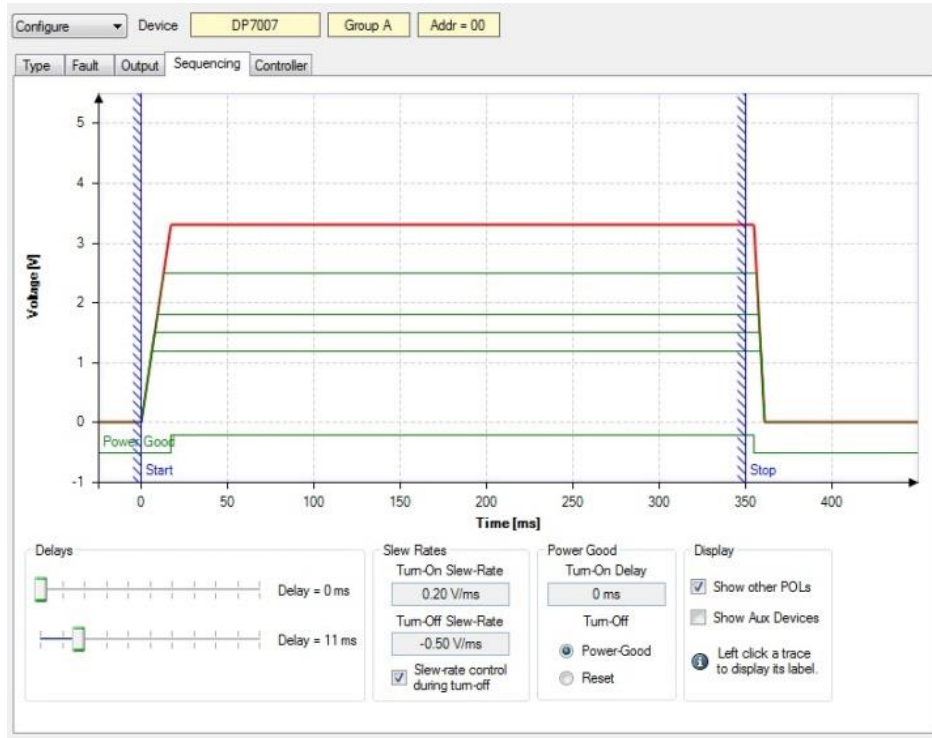 Configure Device DP7007 Group A Addr = 00
Type Fault Output Sequencing Controller
5
4
3
2
1
0
-1
Voltage [V]
Power Good
Start
Stop
0 50 100 150 200 250 300 350 400
Time [ms]
Delays
Delay = 0 ms
Delay = 11 ms
Slew Rates
Turn-On Slew-Rate
0.20 V/ms
Turn-Off Slew-Rate
-0.50 V/ms
Slew-rate control
during turn-off
Power Good
Turn-On Delay
0 ms
Turn-Off
Power-Good
Reset
Display
Show other POLs
Show Aux Devices
Left click a trace
to display its label.